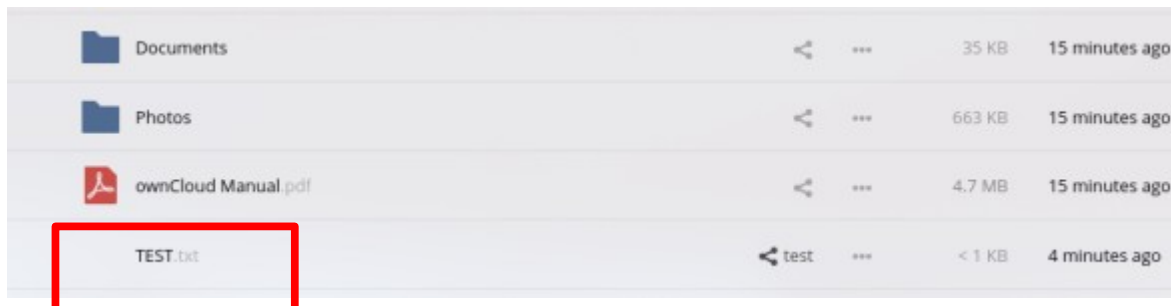 Documents ... 35 KB 15 minutes ago
Photos ... 663 KB 15 minutes ago
ownCloud Manual.pdf ... 4.7 MB 15 minutes ago
TEST.txt test ... < 1 KB 4 minutes ago